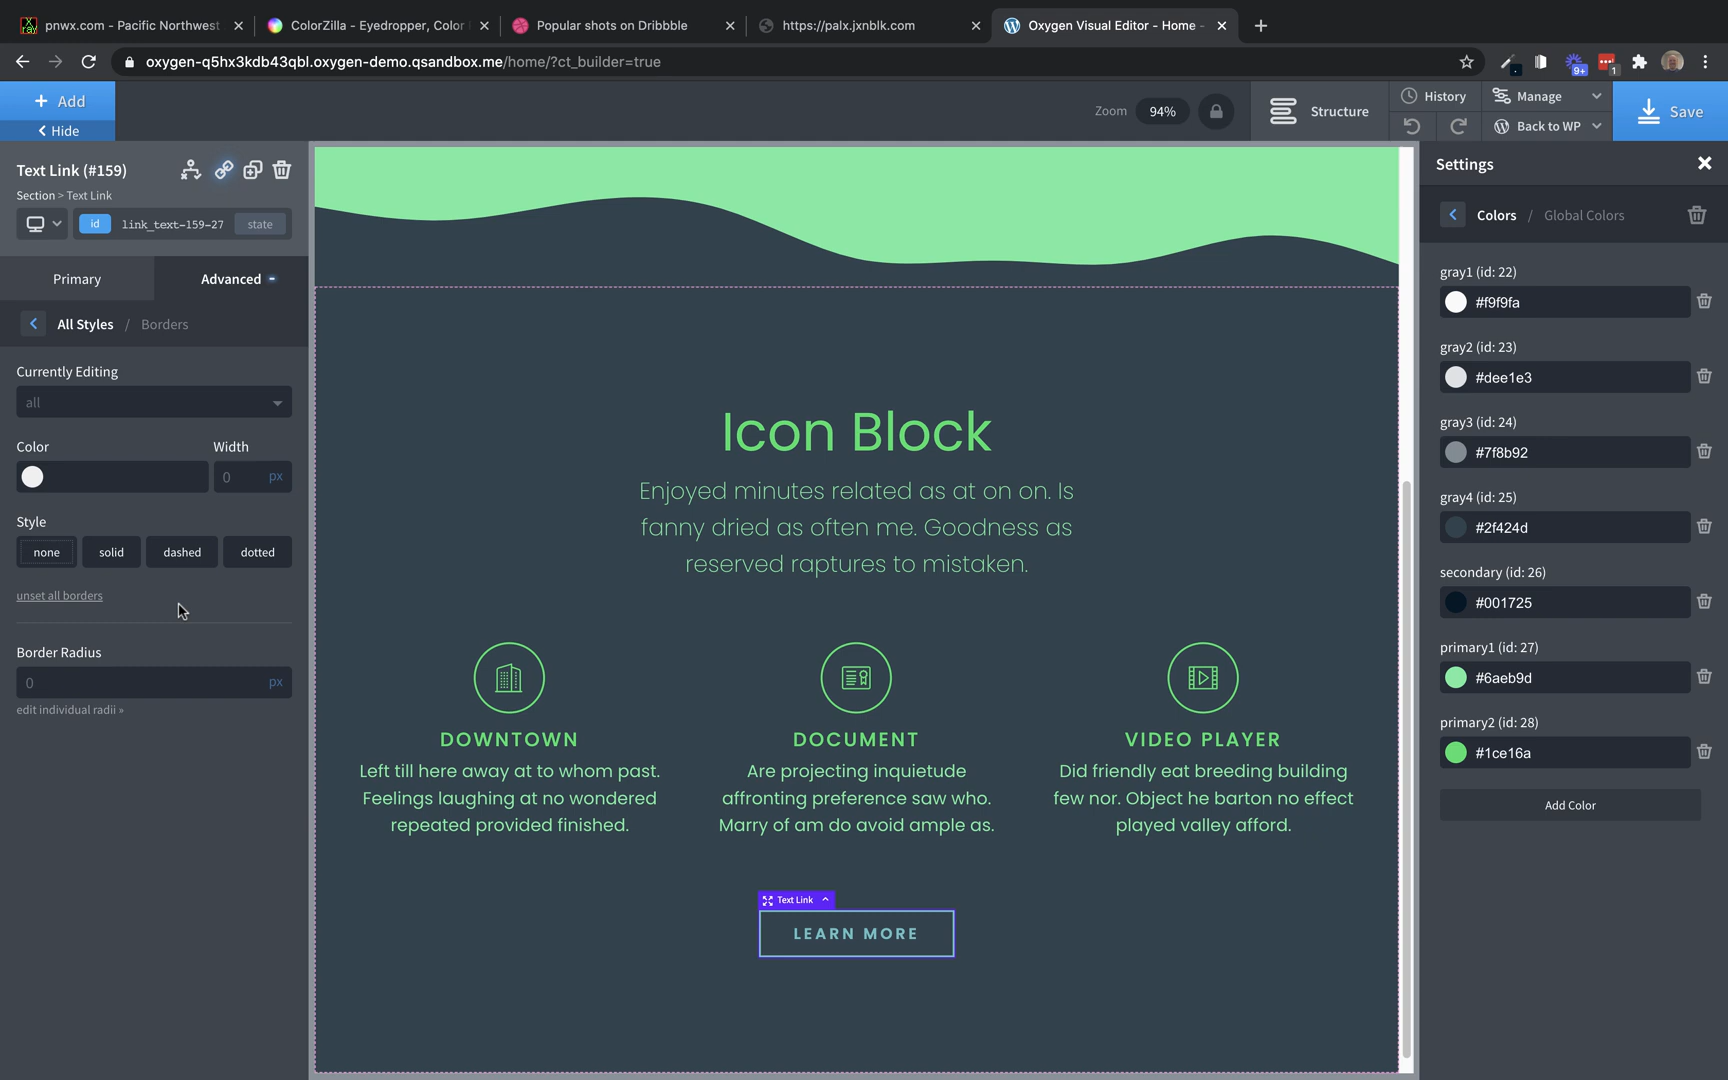 pnwx.com - Pacific Northwest
ColorZilla - Eyedropper, Color
Popular shots on Dribbble
https://palx.jxnblk.com
Oxygen Visual Editor - Home -
oxygen-q5hx3kdb43qbl.oxygen-demo.qsandbox.me/home/?ct_builder=true
9+
1
+ Add
Hide
Zoom
94%
Structure
History
Manage
Back to WP
Save
Text Link (#159)
Section > Text Link
id
link_text-159-27
state
Primary
Advanced
All Styles / Borders
Currently Editing
all
Color
Width
0
px
Style
none
solid
dashed
dotted
unset all borders
Border Radius
0
px
edit individual radii »
Icon Block
Enjoyed minutes related as at on on. Is
fanny dried as often me. Goodness as
reserved raptures to mistaken.
DOWNTOWN
Left till here away at to whom past.
Feelings laughing at no wondered
repeated provided finished.
DOCUMENT
Are projecting inquietude
affronting preference saw who.
Marry of am do avoid ample as.
VIDEO PLAYER
Did friendly eat breeding building
few nor. Object he barton no effect
played valley afford.
Text Link
LEARN MORE
Settings
Colors / Global Colors
gray1 (id: 22)
#f9f9fa
gray2 (id: 23)
#dee1e3
gray3 (id: 24)
#7f8b92
gray4 (id: 25)
#2f424d
secondary (id: 26)
#001725
primary1 (id: 27)
#6aeb9d
primary2 (id: 28)
#1ce16a
Add Color